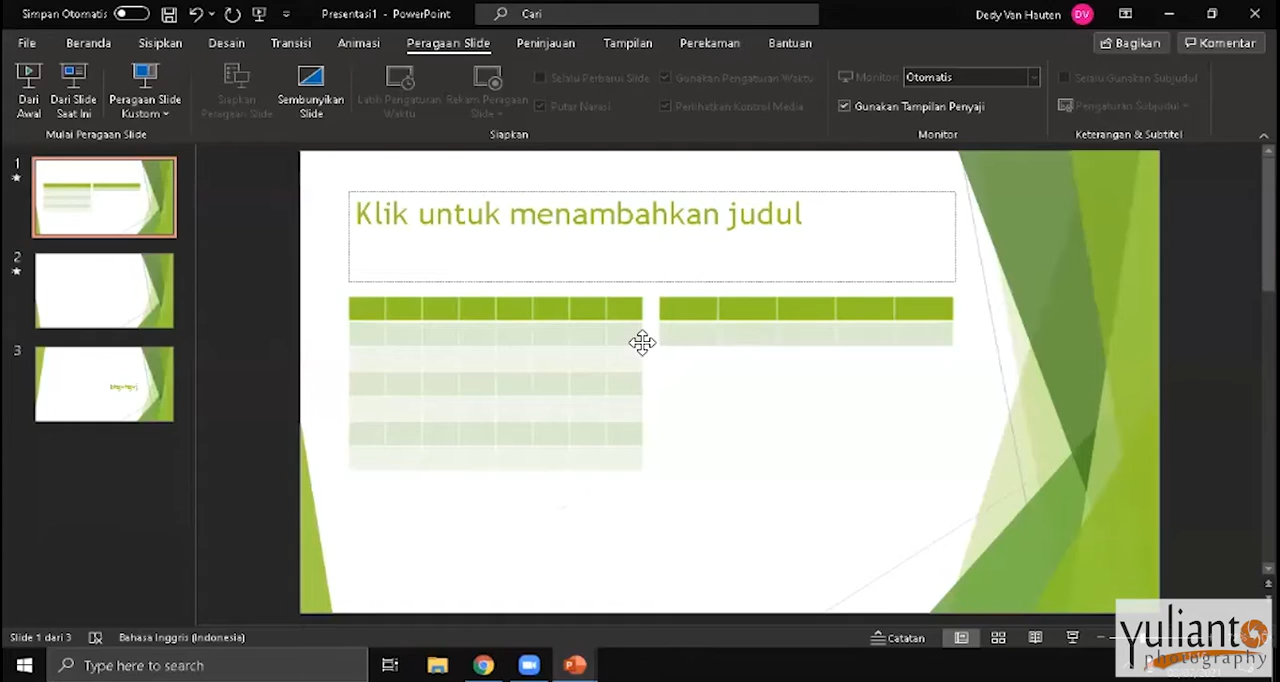 Simpan Otomatis
Presentasi1 - PowerPoint
Cari
Dedy Van Hauten
DV
File Beranda Sisipkan Desain Transisi Animasi Peragaan Slide Peninjauan Tampilan Perekaman Bantuan
Bagikan
Komentar
Dari Awal
Dari Slide Saat Ini
Peragaan Slide Kustom
Mulai Peragaan Slide
Siapkan Peragaan Slide
Sembunyikan Slide
Latih Pengaturan Waktu
Rekam Peragaan Slide
Selalu Perbarui Slide
Putar Narasi
Gunakan Pengaturan Waktu
Perlihatkan Kontrol Media
Siapkan
Monitor:
Otomatis
Gunakan Tampilan Penyaji
Monitor
Selalu Gunakan Subjudul
Pengaturan Subjudul
Keterangan & Subtitel
1
2
3
Klik untuk menambahkan judul
Slide 1 dari 3
Bahasa Inggris (Indonesia)
Catatan
Type here to search
yulianto
photography